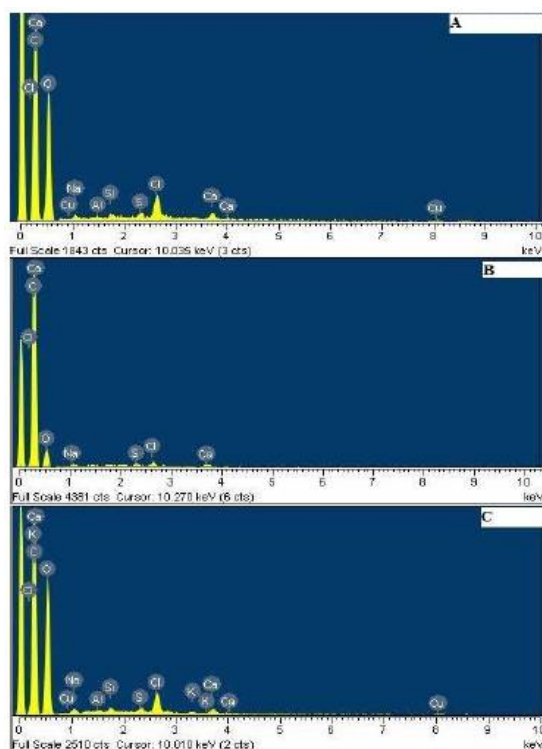 A
Ca
C
Cl
O
Na
Cu
Al
Si
S
Cl
Ca
Ca
Cu
0 1 2 3 4 5 6 7 8 9 10
Full Scale 1843 cts Cursor: 10.035 keV (3 cts) keV
B
Ca
C
Cl
O
Na
S
Cl
Ca
0 1 2 3 4 5 6 7 8 9 10
Full Scale 4381 cts Cursor: 10.270 keV (6 cts) keV
C
Ca
K
C
Cl
O
Na
Cu
Al
Si
S
Cl
K
Ca
K
Ca
Cu
0 1 2 3 4 5 6 7 8 9 10
Full Scale 2510 cts Cursor: 10.010 keV (2 cts) keV